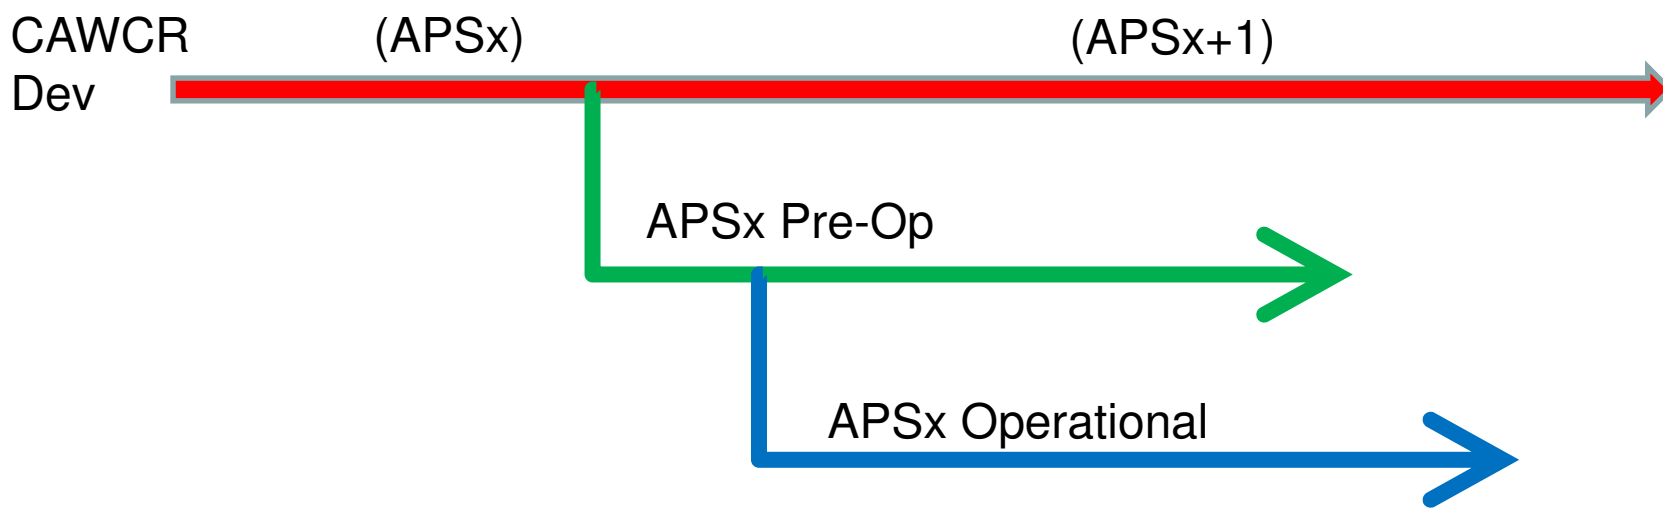 CAWCR
Dev
(APSx)
(APSx+1)
APSx Pre-Op
APSx Operational